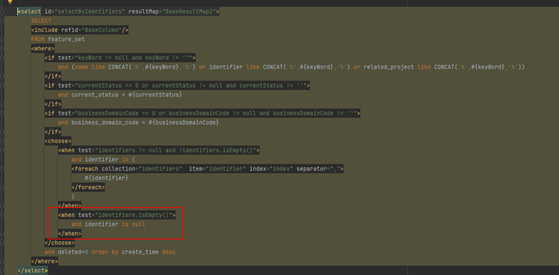 <select id="selectByIdentifiers" resultMap="BaseResultMap2">
SELECT
<include refid="BaseColumn"/>
FROM feature_set
<where>
<if test="keyWord != null and keyWord != ''">
and (name like CONCAT('%',#{keyWord},'%') or identifier like CONCAT('%',#{keyWord},'%') or related_project like CONCAT('%',#{keyWord},'%'))
</if>
<if test="currentStatus == 0 or currentStatus != null and currentStatus != ''">
and current_status = #{currentStatus}
</if>
<if test="businessDomainCode == 0 or businessDomainCode != null and businessDomainCode != ''">
and business_domain_code = #{businessDomainCode}
</if>
<choose>
<when test="identifiers != null and !identifiers.isEmpty()">
and identifier in (
<foreach collection="identifiers" item="identifier" index="index" separator=",">
#{identifier}
</foreach>
)
</when>
<when test="identifiers.isEmpty()">
and identifier is null
</when>
</choose>
and deleted=0 order by create_time desc
</where>
</select>